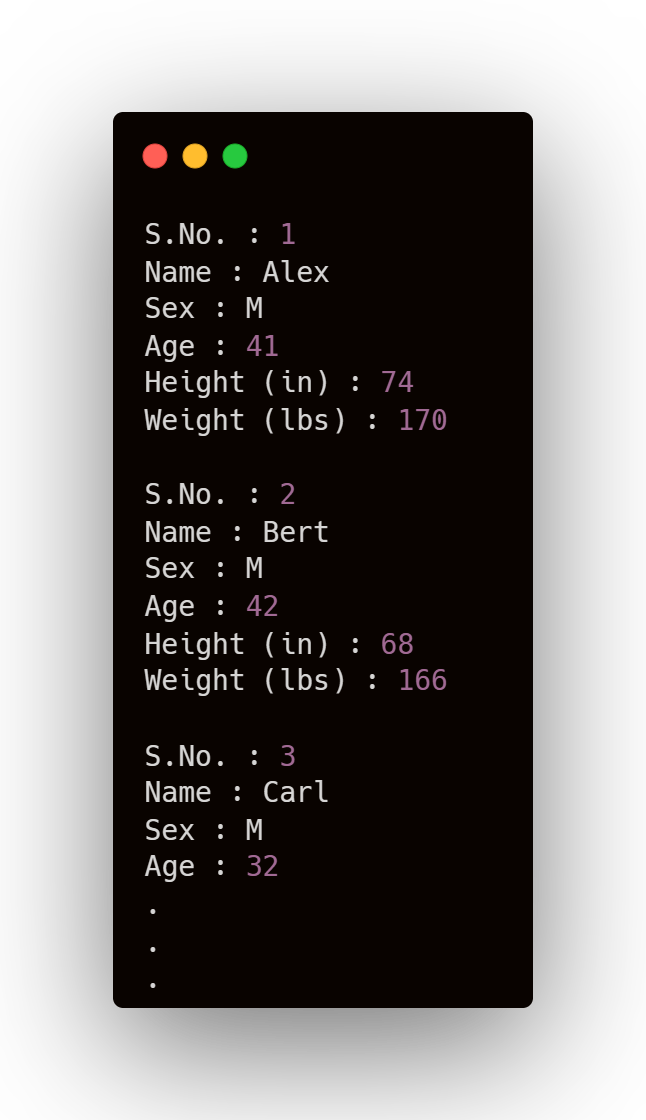 S.No. : 1
Name : Alex
Sex : M
Age : 41
Height (in) : 74
Weight (lbs) : 170
S.No. : 2
Name : Bert
Sex : M
Age : 42
Height (in) : 68
Weight (lbs) : 166
S.No. : 3
Name : Carl
Sex : M
Age : 32
.
.
.